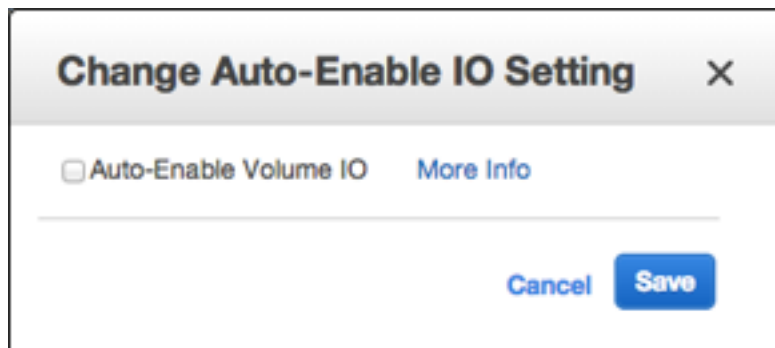 Change Auto-Enable IO Setting ×
Auto-Enable Volume IO More Info
Cancel Save